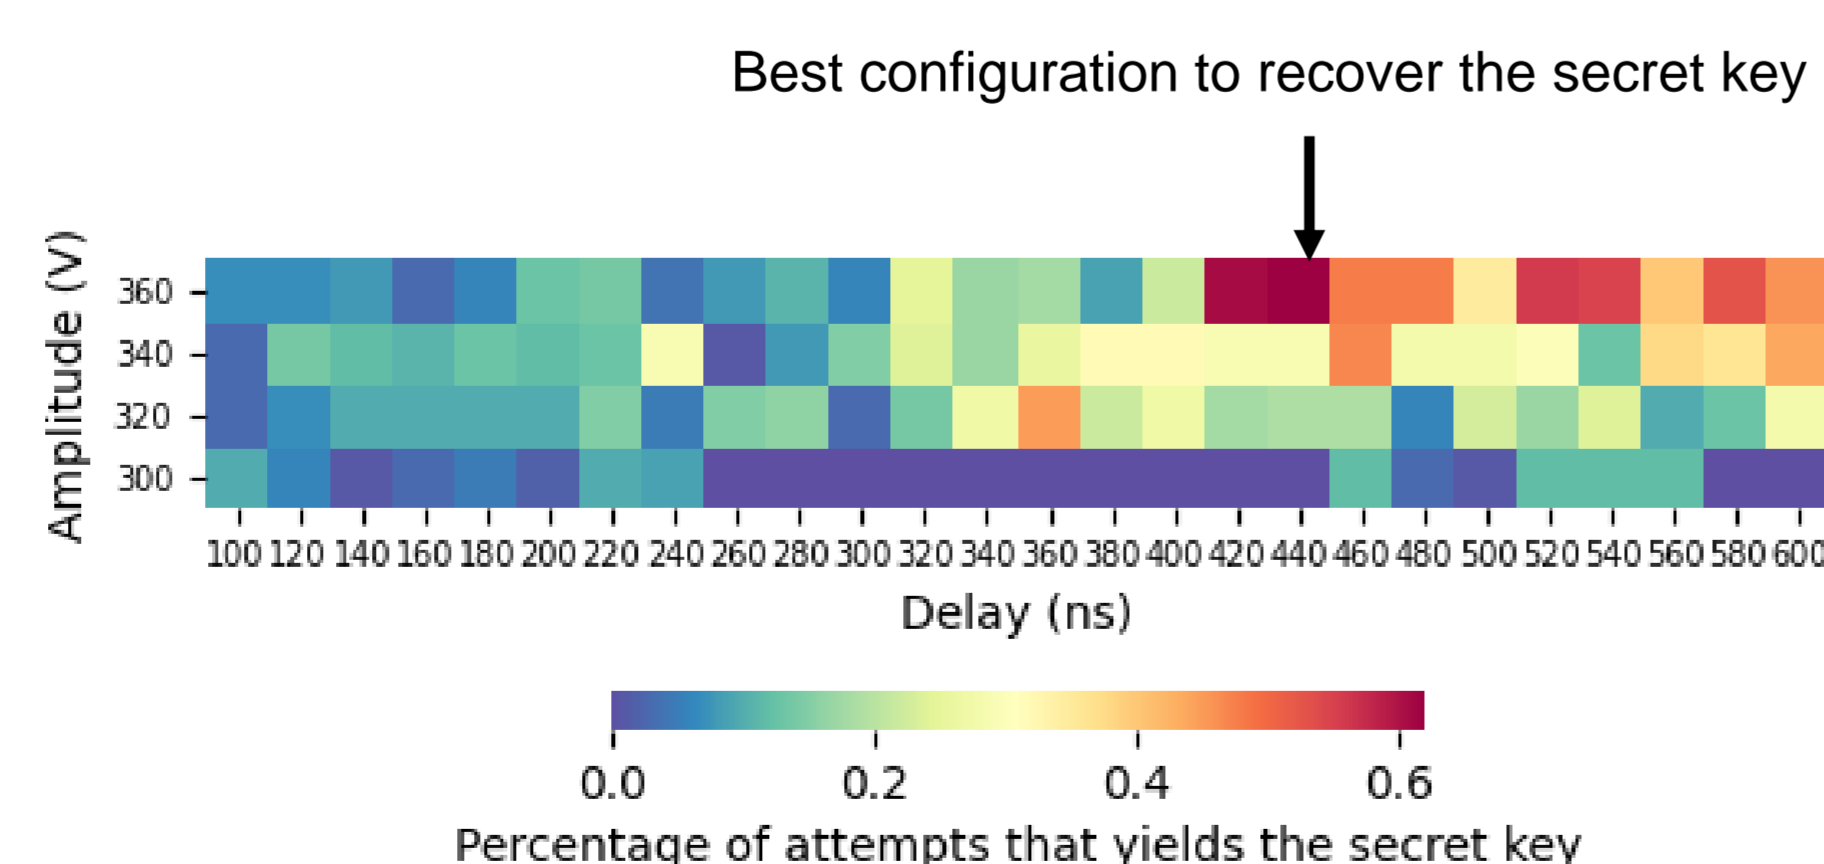 Best configuration to recover the secret key
Amplitude (V)
360
340
320
300
100 120 140 160 180 200 220 240 260 280 300 320 340 360 380 400 420 440 460 480 500 520 540 560 580 600
Delay (ns)
0.0 0.2 0.4 0.6
Percentage of attempts that yields the secret key